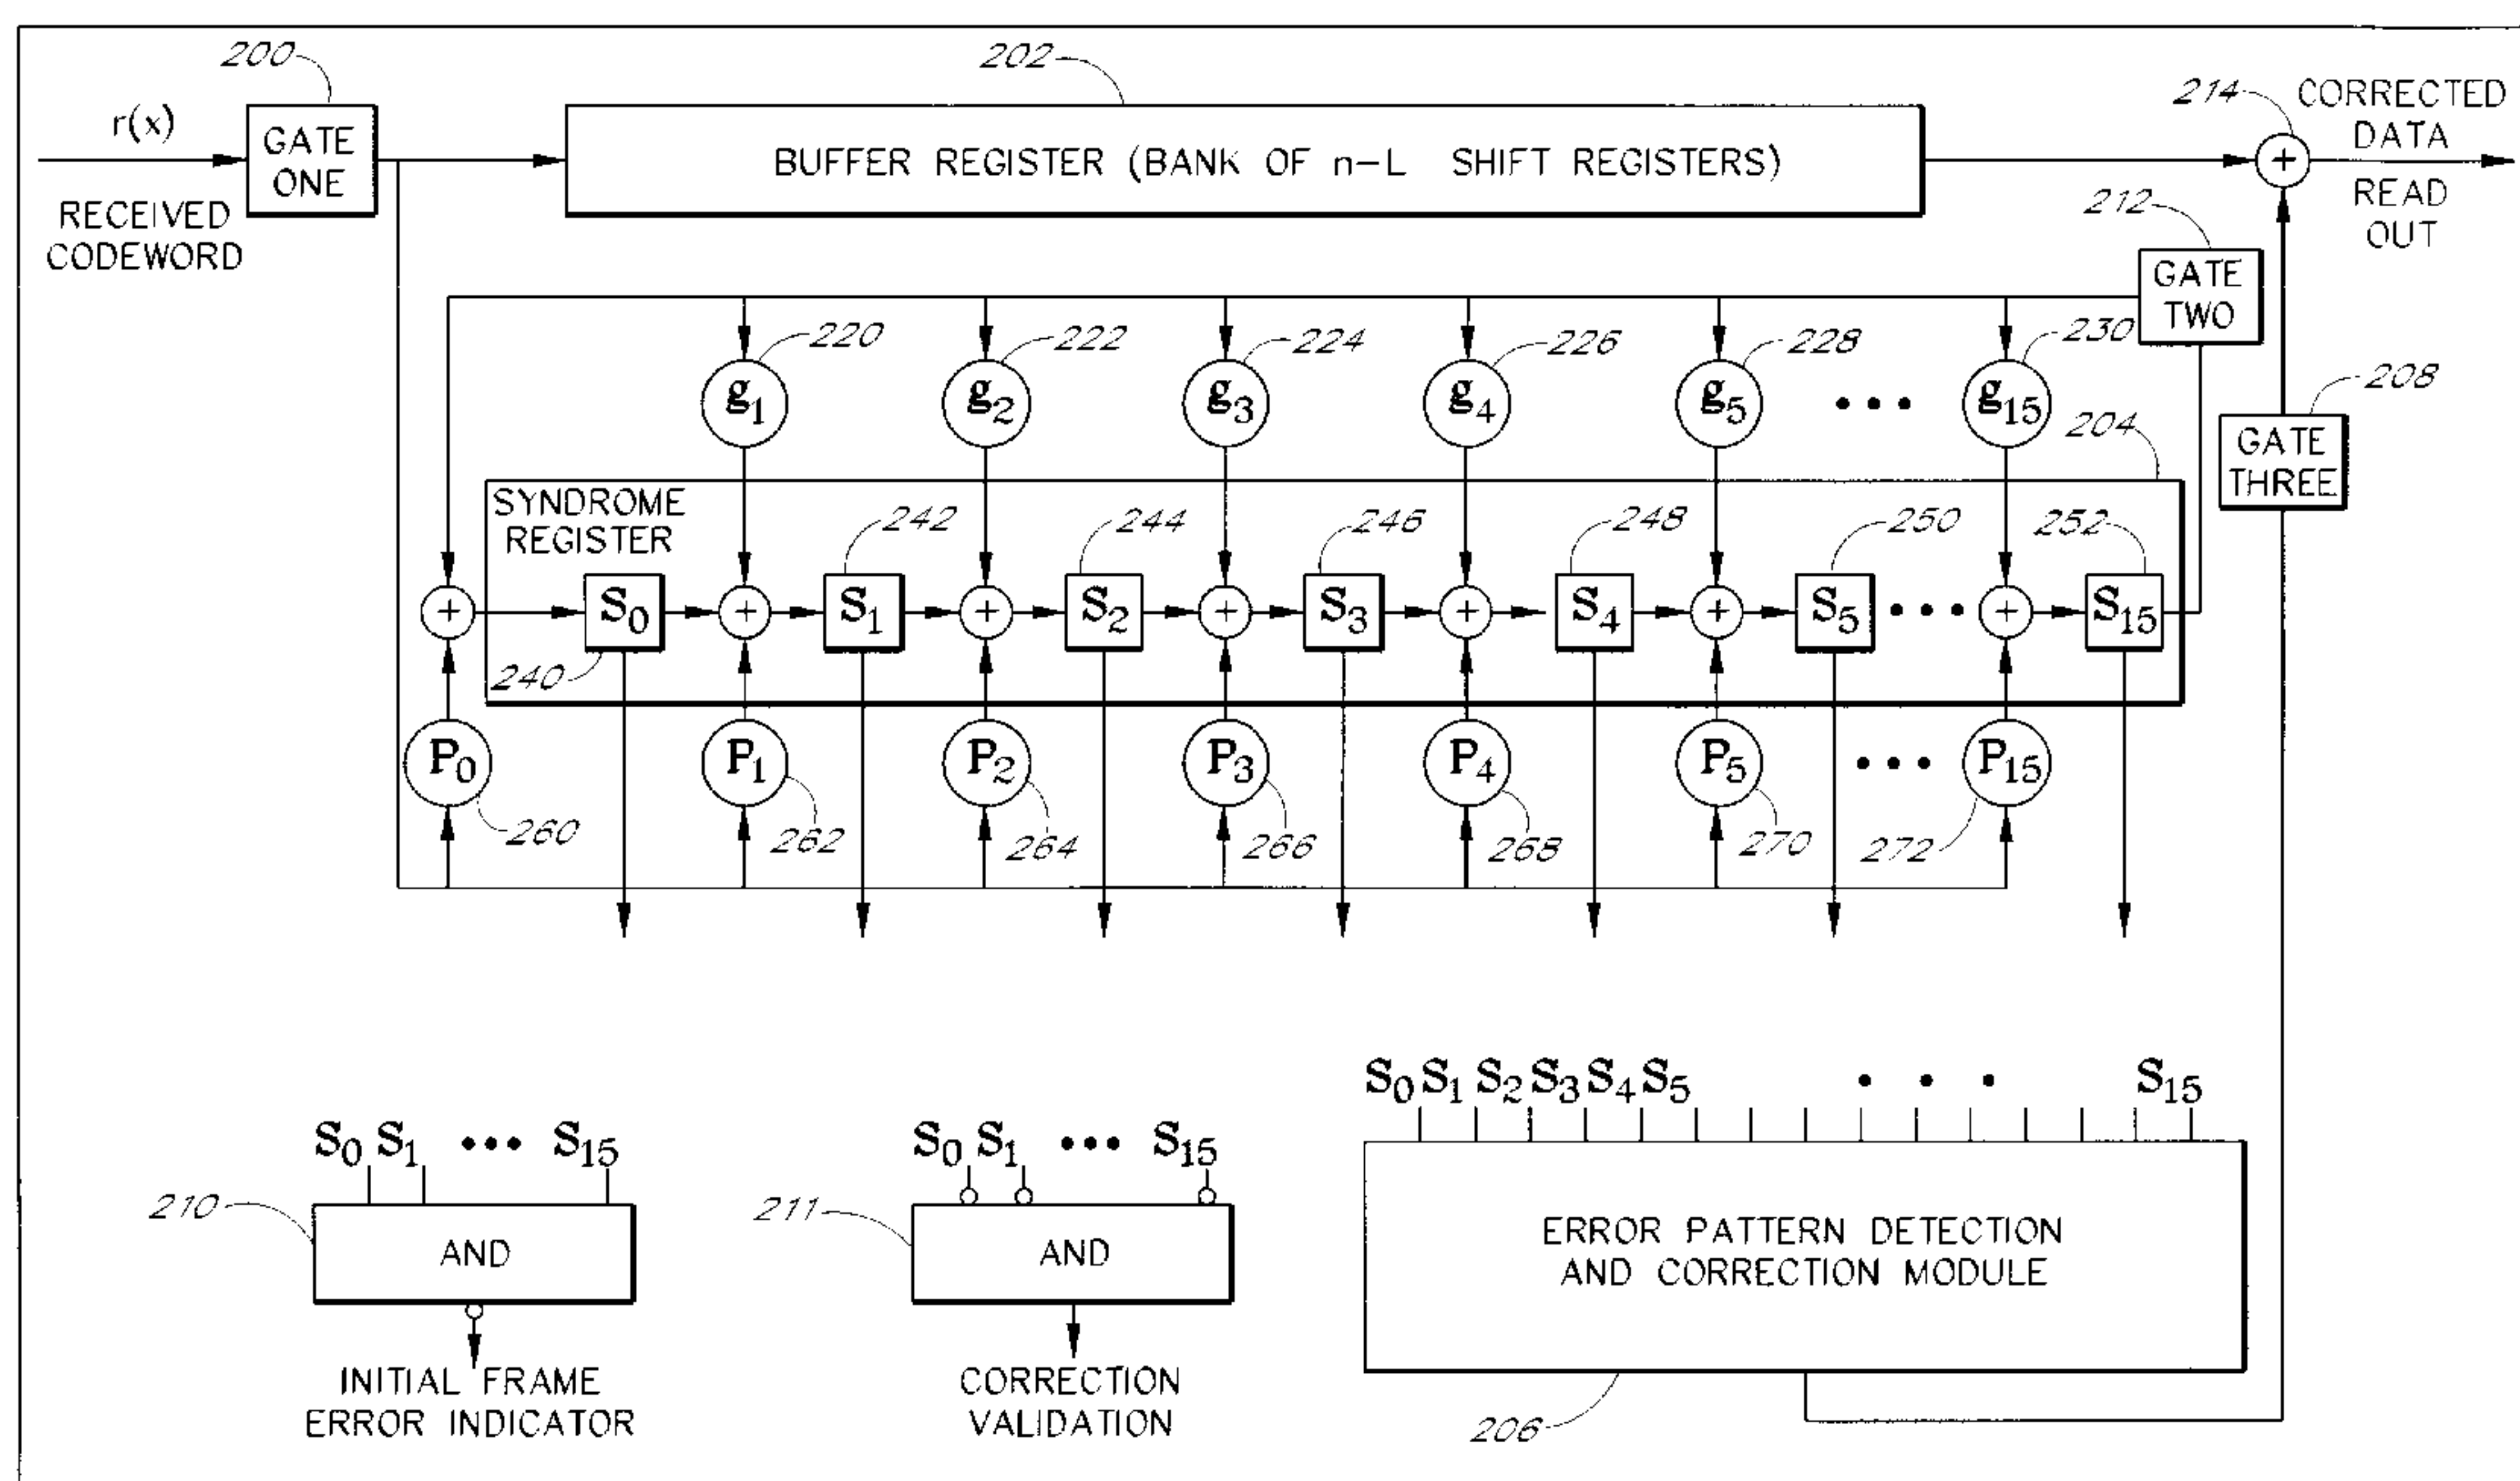 200
202
214
CORRECTED
DATA
r(x)
GATE
ONE
BUFFER REGISTER (BANK OF n-L SHIFT REGISTERS)
+
READ
OUT
RECEIVED
CODEWORD
212
GATE
TWO
220
222
224
226
228
230
208
g1
g2
g3
g4
g5
•••
g15
204
GATE
THREE
SYNDROME
REGISTER
242
244
246
248
250
252
+
S0
+
S1
+
S2
+
S3
+
S4
+
S5
•••
+
S15
240
P0
P1
P2
P3
P4
P5
•••
P15
260
262
264
266
268
270
272
S0 S1 S2 S3 S4 S5 • • • S15
S0 S1 ••• S15
S0 S1 ••• S15
210
AND
211
AND
ERROR PATTERN DETECTION
AND CORRECTION MODULE
INITIAL FRAME
ERROR INDICATOR
CORRECTION
VALIDATION
206